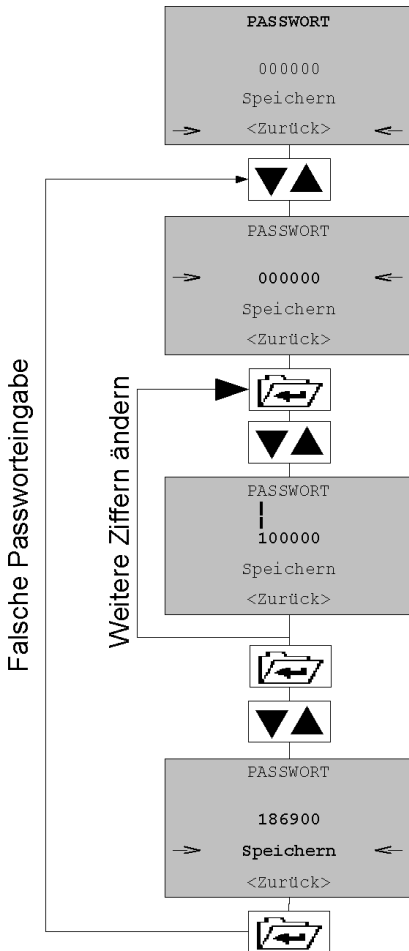 PASSWORT
000000
Speichern
<Zurück>
PASSWORT
000000
Speichern
<Zurück>
Falsche Passworteingabe
Weitere Ziffern ändern
PASSWORT
100000
Speichern
<Zurück>
PASSWORT
186900
Speichern
<Zurück>